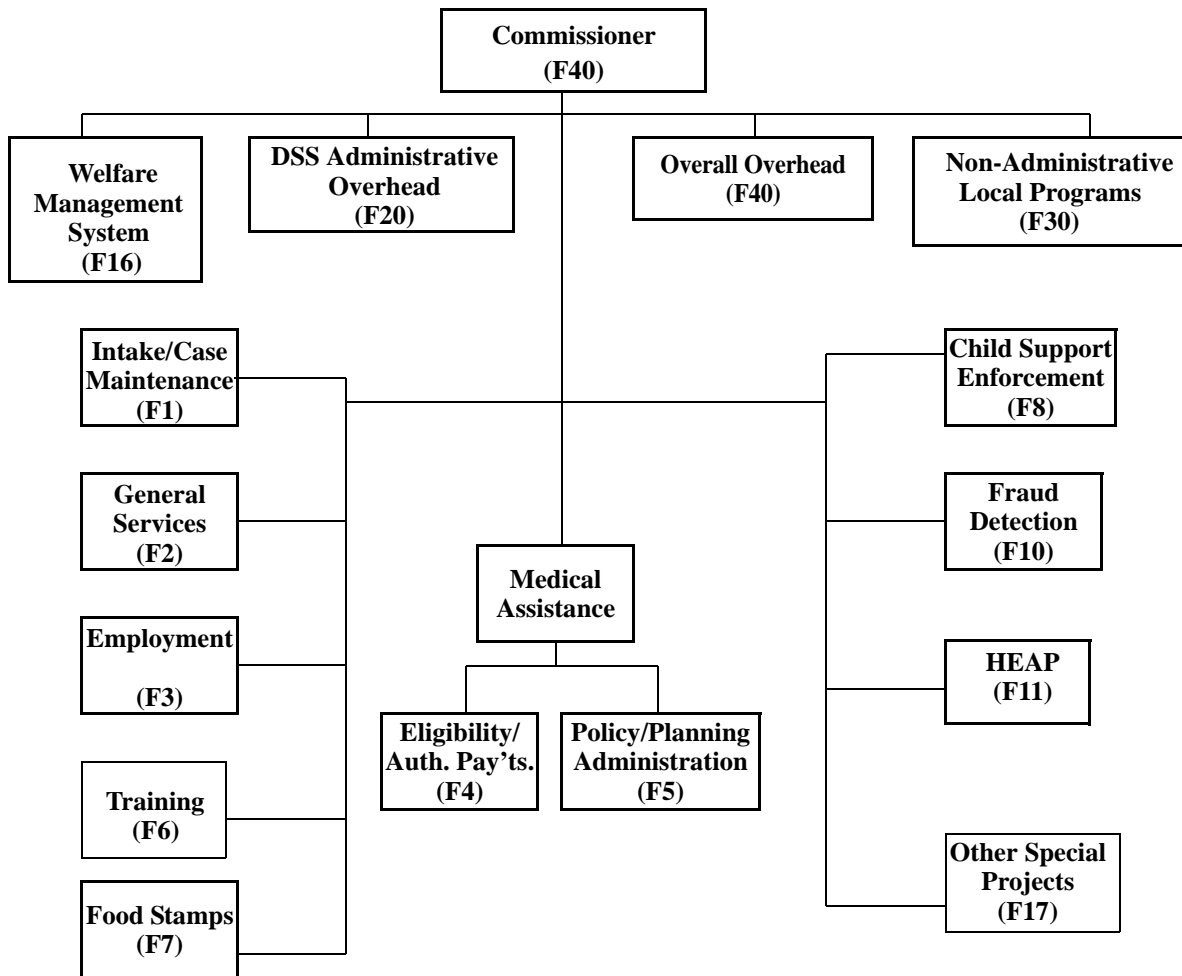 Commissioner
(F40)
Welfare
Management
System
(F16)
DSS Administrative
Overhead
(F20)
Overall Overhead
(F40)
Non-Administrative
Local Programs
(F30)
Intake/Case
Maintenance
(F1)
General
Services
(F2)
Employment
(F3)
Training
(F6)
Food Stamps
(F7)
Medical
Assistance
Eligibility/
Auth. Pay’ts.
(F4)
Policy/Planning
Administration
(F5)
Child Support
Enforcement
(F8)
Fraud
Detection
(F10)
HEAP
(F11)
Other Special
Projects
(F17)